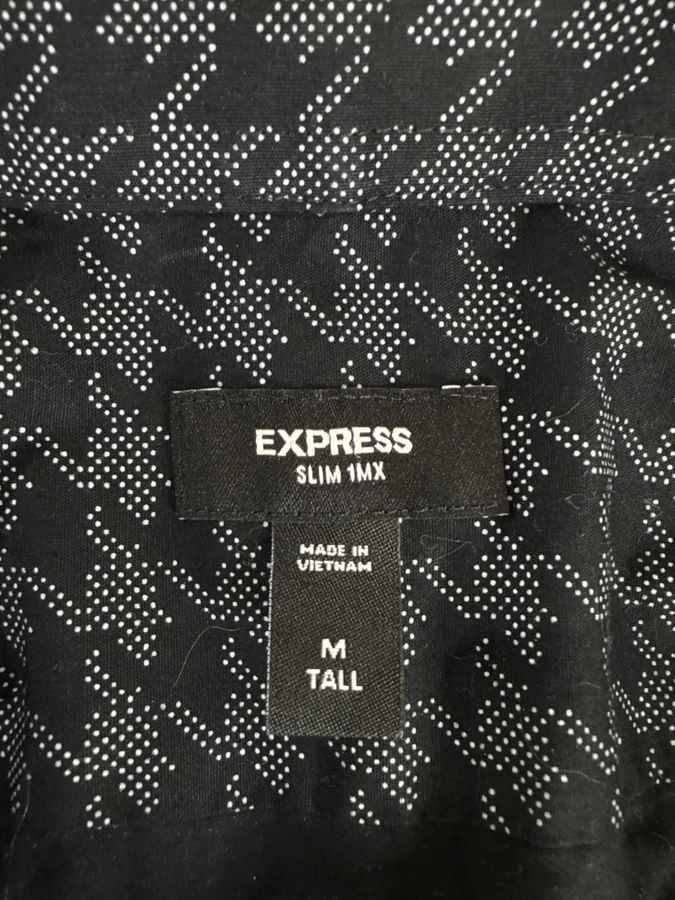 EXPRESS
SLIM 1MX
MADE IN
VIETNAM
M
TALL